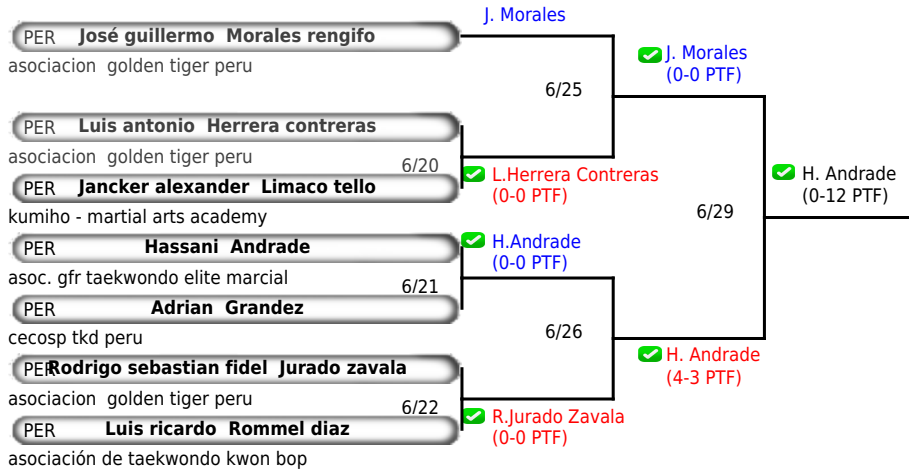 J. Morales
PER José guillermo Morales rengifo
asociacion golden tiger peru
J. Morales
(0-0 PTF)
6/25
PER Luis antonio Herrera contreras
asociacion golden tiger peru
6/20
PER Jancker alexander Limaco tello
L.Herrera Contreras
(0-0 PTF)
kumiho - martial arts academy
H. Andrade
(0-12 PTF)
6/29
PER Hassani Andrade
H.Andrade
(0-0 PTF)
asoc. gfr taekwondo elite marcial
6/21
PER Adrian Grandez
cecosp tkd peru
6/26
H. Andrade
(4-3 PTF)
PER Rodrigo sebastian fidel Jurado zavala
asociacion golden tiger peru
6/22
R.Jurado Zavala
(0-0 PTF)
PER Luis ricardo Rommel diaz
asociación de taekwondo kwon bop